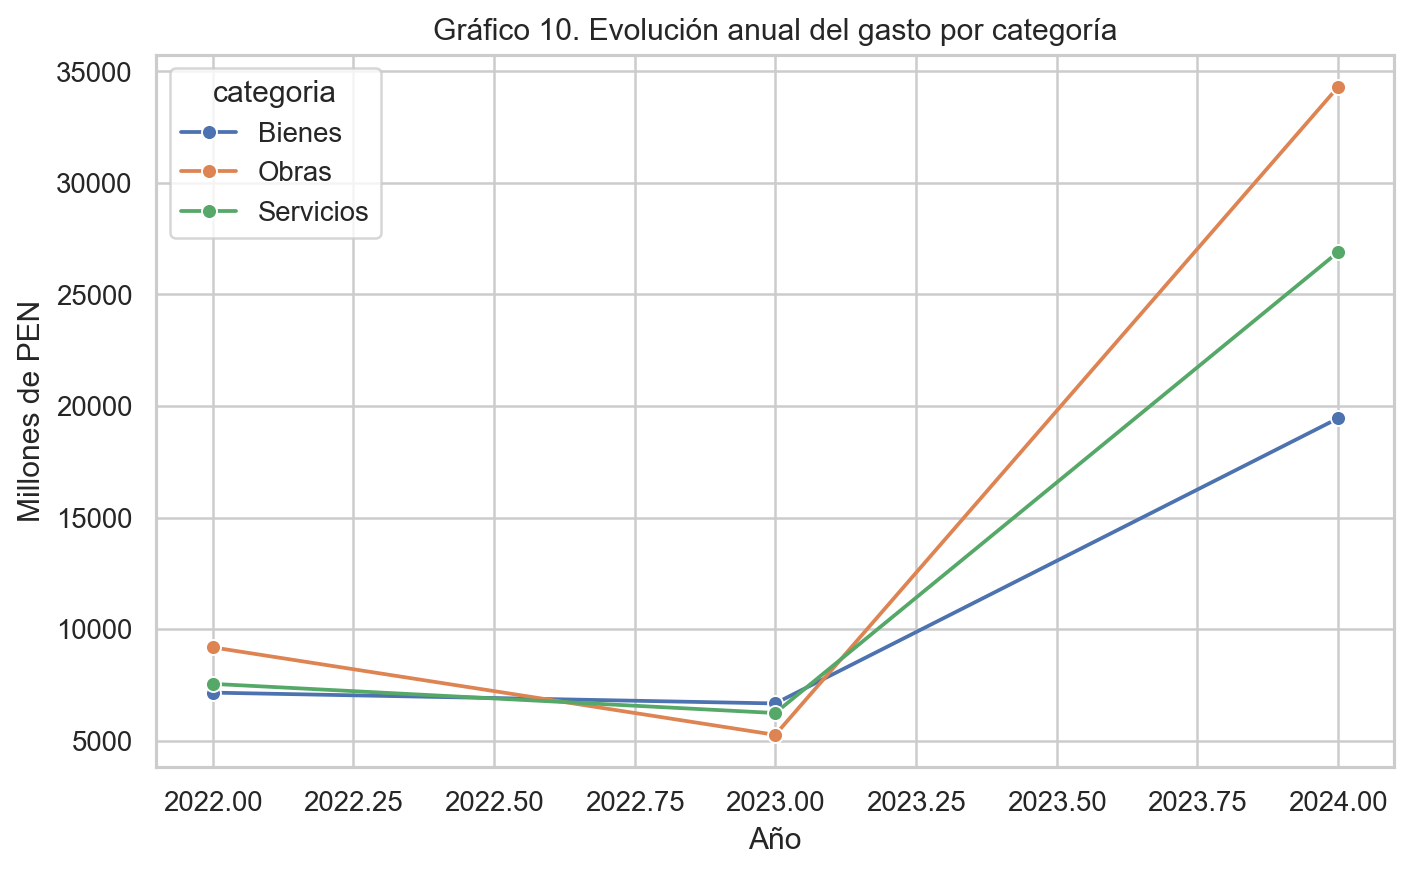 Gráfico 10. Evolución anual del gasto por categoría
categoria
Bienes
Obras
Servicios
Millones de PEN
35000
30000
25000
20000
15000
10000
5000
2022.00 2022.25 2022.50 2022.75 2023.00 2023.25 2023.50 2023.75 2024.00
Año